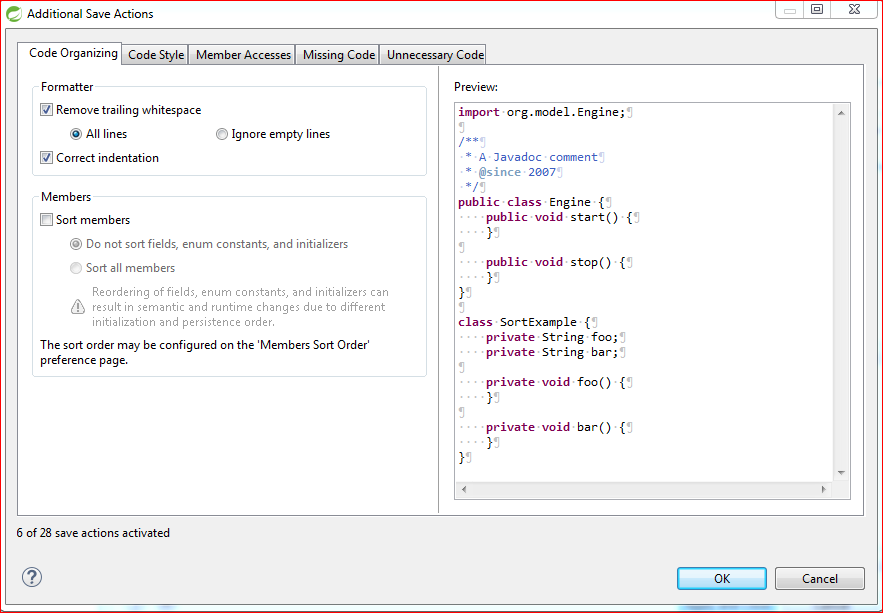 Additional Save Actions
Code Organizing
Code Style
Member Accesses
Missing Code
Unnecessary Code
Formatter
Remove trailing whitespace
All lines
Ignore empty lines
Correct indentation
Members
Sort members
Do not sort fields, enum constants, and initializers
Sort all members
Reordering of fields, enum constants, and initializers can
result in semantic and runtime changes due to different
initialization and persistence order.
The sort order may be configured on the 'Members Sort Order'
preference page.
Preview:
import·org.model.Engine;¶
¶
/**¶
·*·A·Javadoc·comment¶
·*·@since·2007¶
·*/¶
public·class·Engine·{¶
····public·void·start()·{¶
····}¶
¶
····public·void·stop()·{¶
····}¶
}¶
¶
class·SortExample·{¶
····private·String·foo;¶
····private·String·bar;¶
¶
····private·void·foo()·{¶
····}¶
¶
····private·void·bar()·{¶
····}¶
}¶
6 of 28 save actions activated
?
OK
Cancel